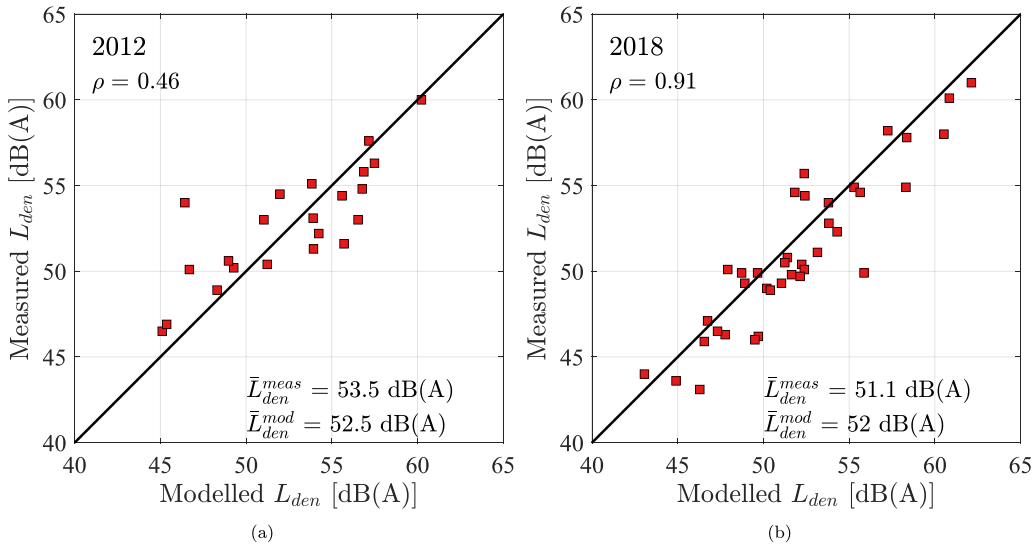 2012
ρ = 0.46
65
60
55
50
45
40
Measured L_den [dB(A)]
L̄_den^meas = 53.5 dB(A)
L̄_den^mod = 52.5 dB(A)
40 45 50 55 60 65
Modelled L_den [dB(A)]
(a)
2018
ρ = 0.91
65
60
55
50
45
40
Measured L_den [dB(A)]
L̄_den^meas = 51.1 dB(A)
L̄_den^mod = 52 dB(A)
40 45 50 55 60 65
Modelled L_den [dB(A)]
(b)